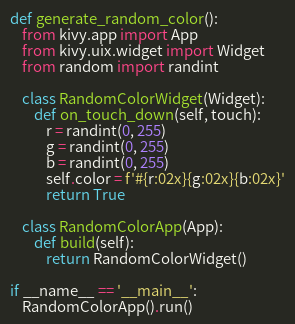 def generate_random_color():
    from kivy.app import App
    from kivy.uix.widget import Widget
    from random import randint

    class RandomColorWidget(Widget):
        def on_touch_down(self, touch):
            r = randint(0, 255)
            g = randint(0, 255)
            b = randint(0, 255)
            self.color = f'#{r:02x}{g:02x}{b:02x}'
            return True

    class RandomColorApp(App):
        def build(self):
            return RandomColorWidget()

if __name__ == '__main__':
    RandomColorApp().run()